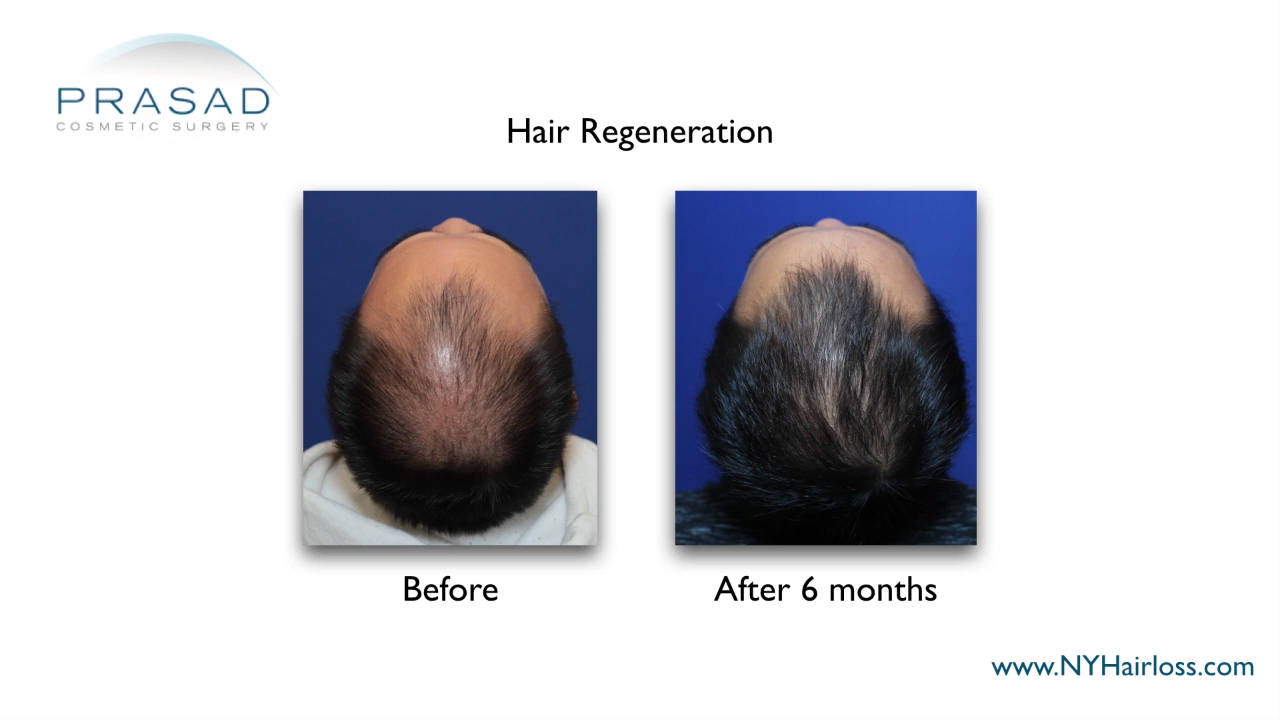 PRASAD
COSMETIC SURGERY
Hair Regeneration
Before
After 6 months
www.NYHairloss.com